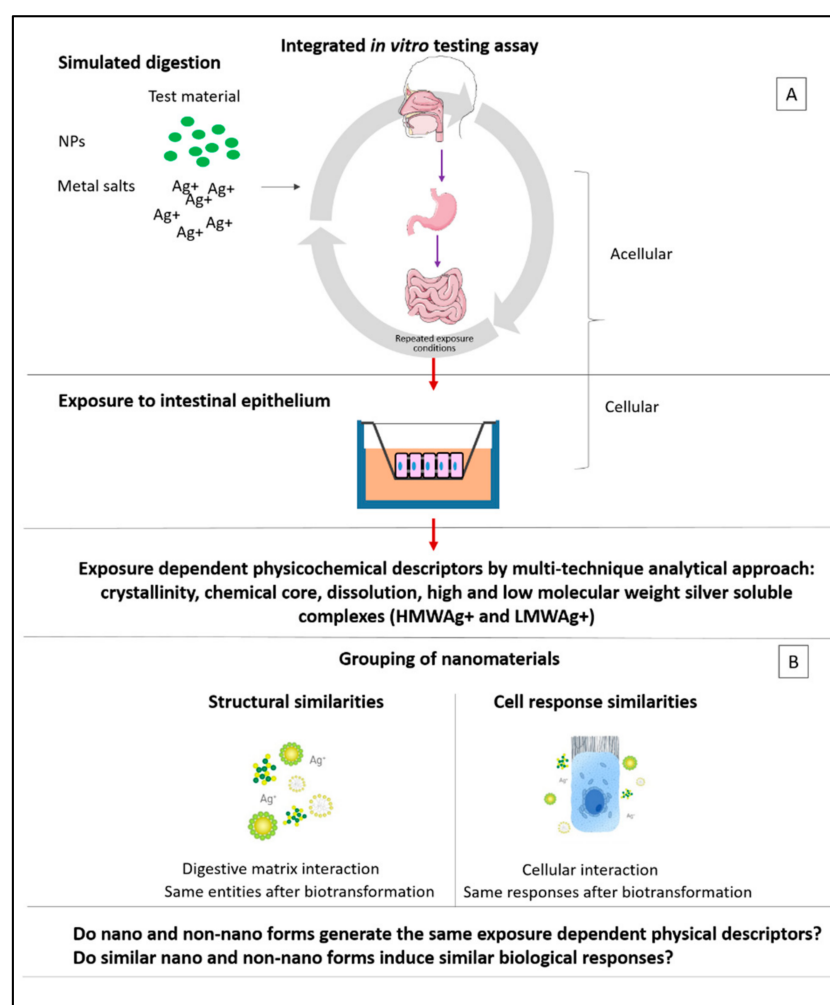 Integrated in vitro testing assay
Simulated digestion
A
Test material
NPs
Metal salts
Ag+ Ag+
Ag+
Ag+ Ag+
Ag+
Acellular
Repeated exposure
conditions
Exposure to intestinal epithelium
Cellular
Exposure dependent physicochemical descriptors by multi-technique analytical approach:
crystallinity, chemical core, dissolution, high and low molecular weight silver soluble
complexes (HMWAg+ and LMWAg+)
Grouping of nanomaterials
B
Structural similarities
Ag⁺
Ag⁺
Digestive matrix interaction
Same entities after biotransformation
Cell response similarities
Ag⁺
Ag⁺
Cellular interaction
Same responses after biotransformation
Do nano and non-nano forms generate the same exposure dependent physical descriptors?
Do similar nano and non-nano forms induce similar biological responses?